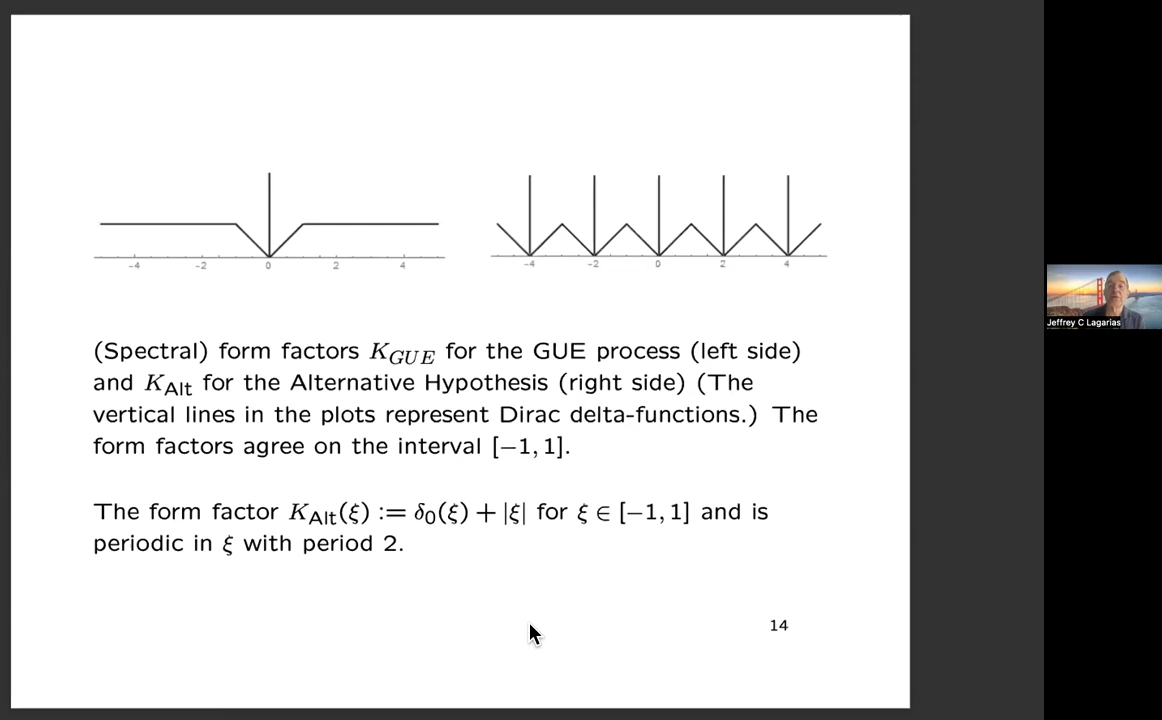 -4 -2 0 2 4
-4 -2 0 2 4
(Spectral) form factors K_{GUE} for the GUE process (left side)
and K_{Alt} for the Alternative Hypothesis (right side) (The
vertical lines in the plots represent Dirac delta-functions.) The
form factors agree on the interval [−1, 1].
The form factor K_{Alt}(ξ) := δ_0(ξ) + |ξ| for ξ ∈ [−1, 1] and is
periodic in ξ with period 2.
14
Jeffrey C Lagarias